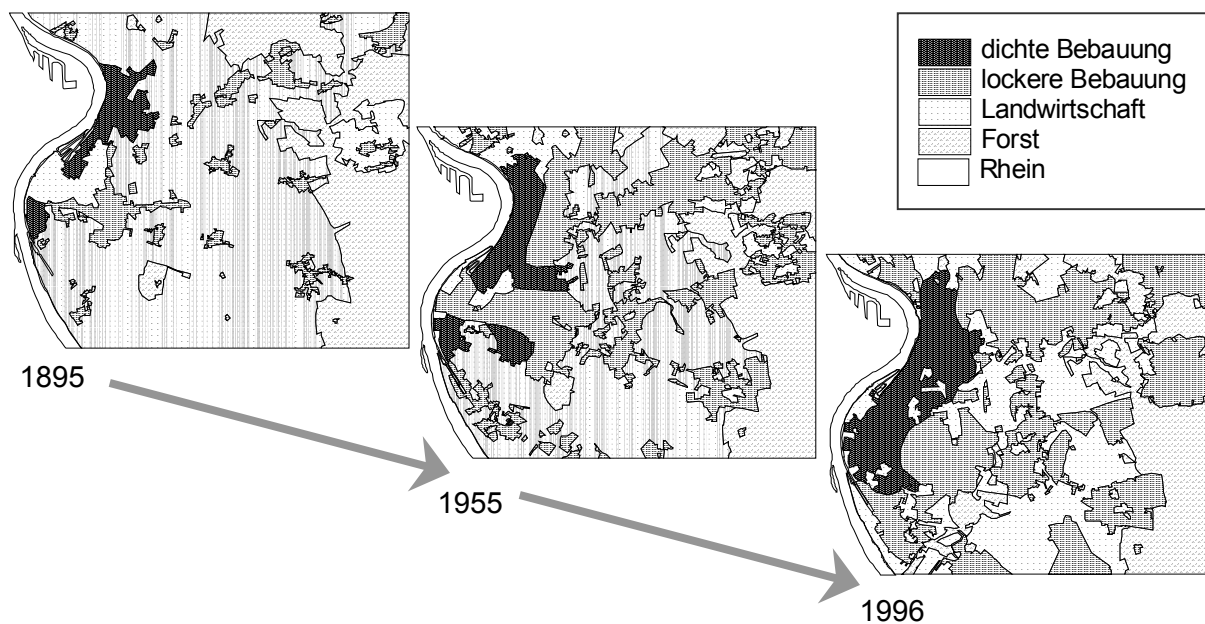 dichte Bebauung
lockere Bebauung
Landwirtschaft
Forst
Rhein
1895
1955
1996